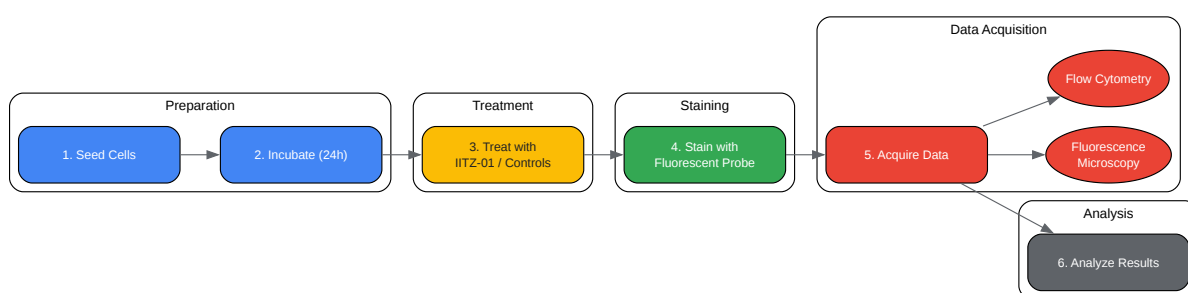 Preparation
1. Seed Cells
2. Incubate (24h)
Treatment
3. Treat with
IITZ-01 / Controls
Staining
4. Stain with
Fluorescent Probe
Data Acquisition
5. Acquire Data
Flow Cytometry
Fluorescence
Microscopy
Analysis
6. Analyze Results